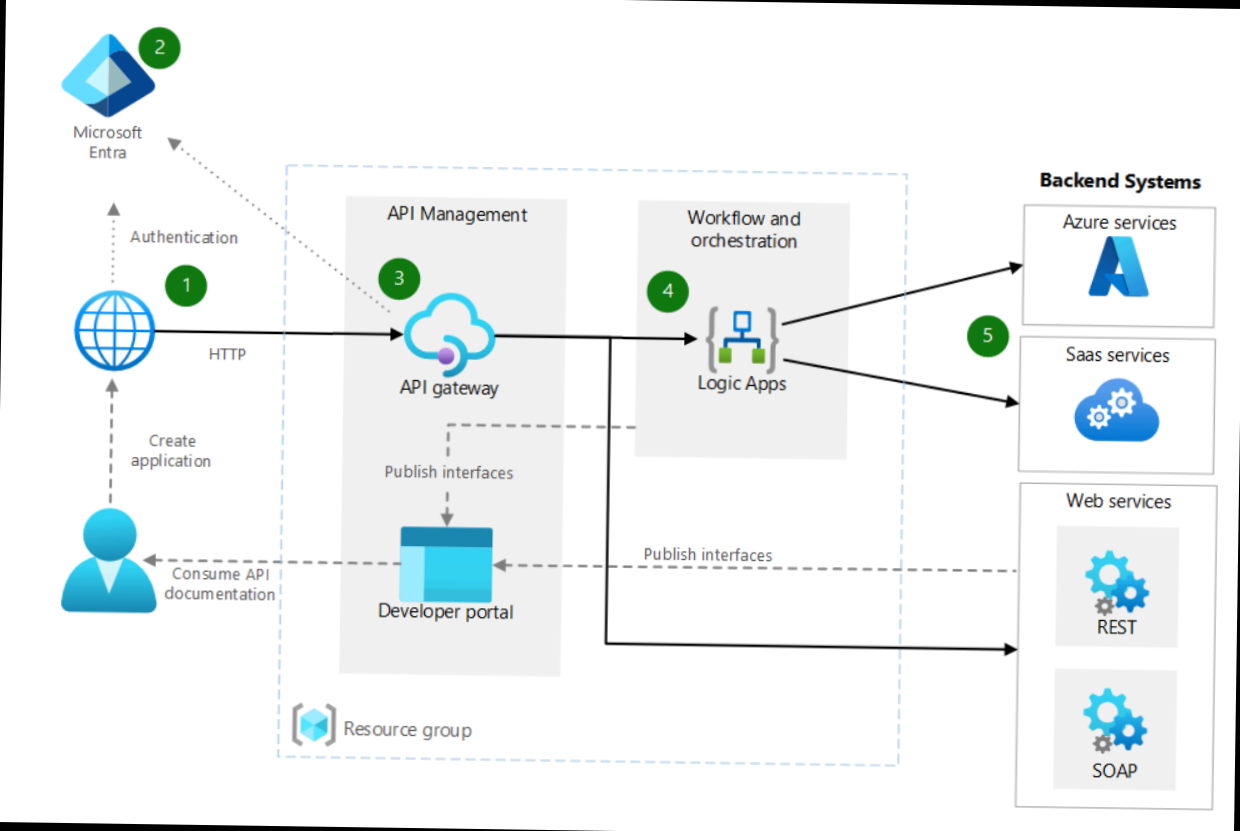 2
Microsoft
Entra
Authentication
1
HTTP
Create
application
Consume API
documentation
API Management
3
API gateway
Publish interfaces
Developer portal
Resource group
Workflow and
orchestration
4
Logic Apps
Publish interfaces
Backend Systems
Azure services
5
Saas services
Web services
REST
SOAP